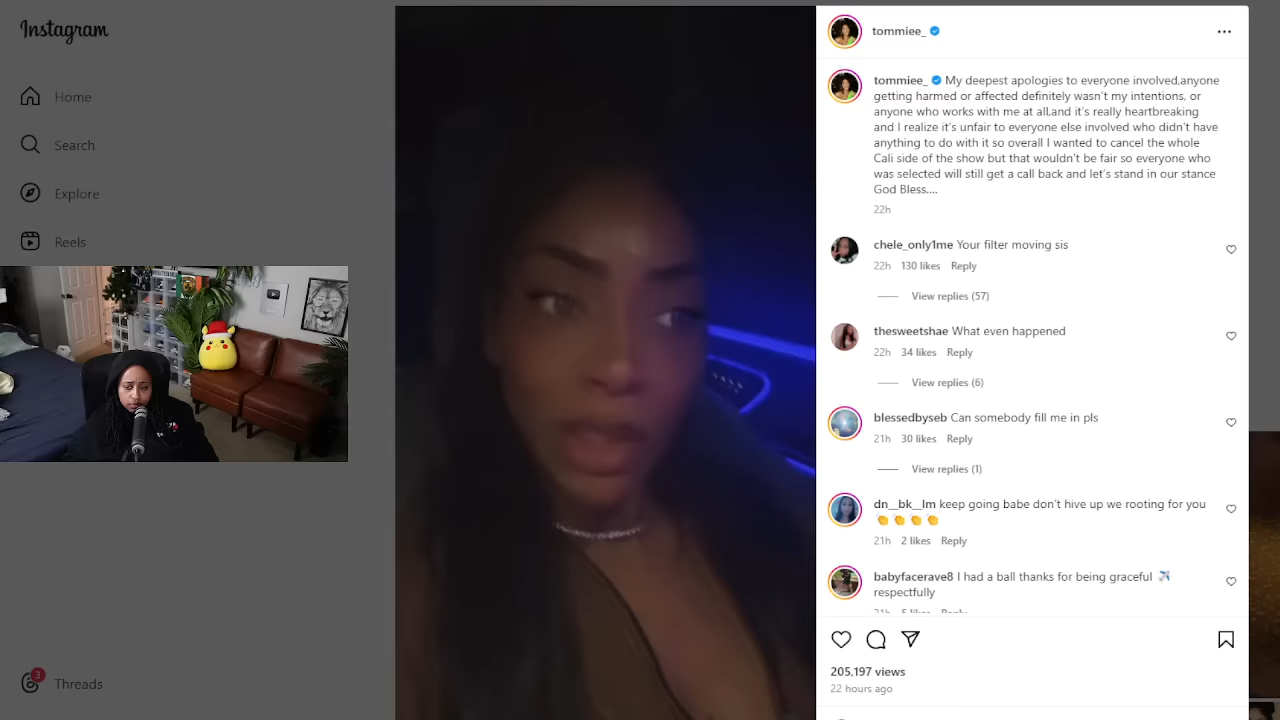 Instagram
Home
Search
Explore
Reels
3
Threads
tommiee_
tommiee_ My deepest apologies to everyone involved,anyone
getting harmed or affected definitely wasn't my intentions, or
anyone who works with me at all,and it's really heartbreaking
and I realize it's unfair to everyone else involved who didn't have
anything to do with it so overall I wanted to cancel the whole
Cali side of the show but that wouldn't be fair so everyone who
was selected will still get a call back and let's stand in our stance
God Bless....
22h
chele_only1me Your filter moving sis
22h 130 likes Reply
View replies (57)
thesweetshae What even happened
22h 34 likes Reply
View replies (6)
blessedbyseb Can somebody fill me in pls
21h 30 likes Reply
View replies (1)
dn__bk__lm keep going babe don't hive up we rooting for you
👏 👏 👏 👏
21h 2 likes Reply
babyfacerave8 I had a ball thanks for being graceful ✈️
respectfully
21h 5 likes Reply
205,197 views
22 hours ago